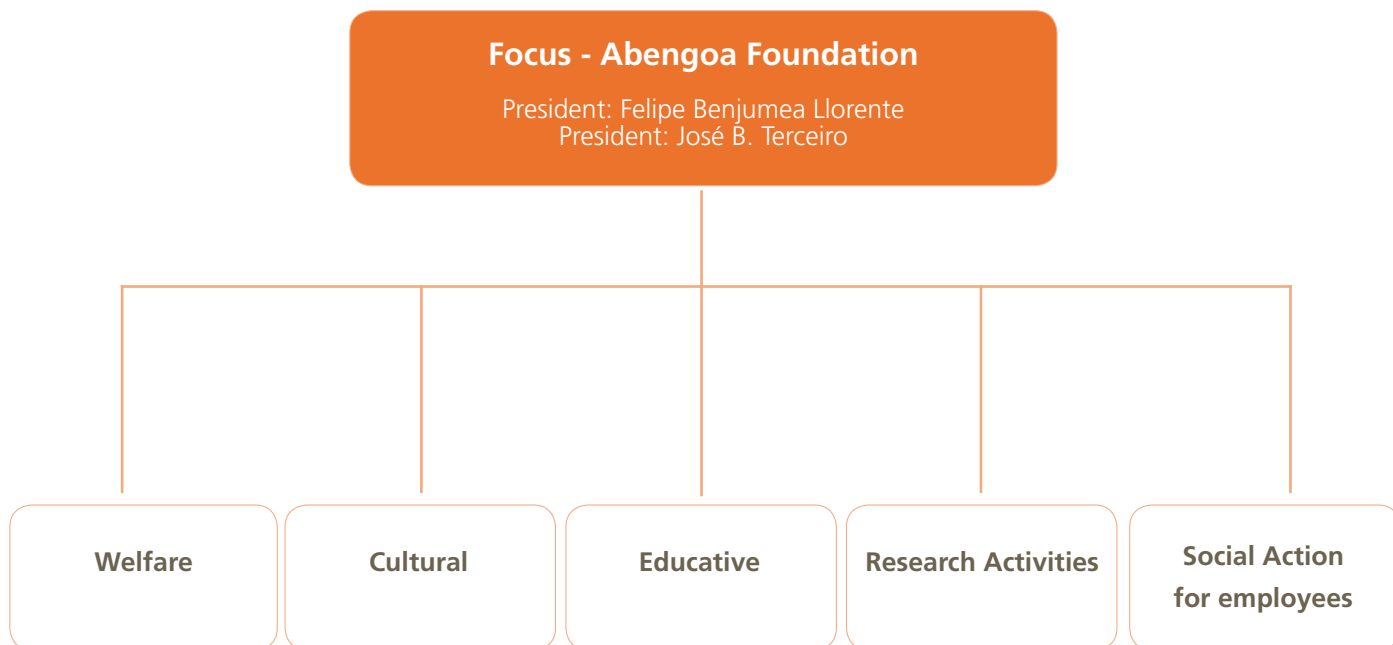 Focus - Abengoa Foundation
President: Felipe Benjumea Llorente
President: José B. Terceiro
Welfare
Cultural
Educative
Research Activities
Social Action
for employees